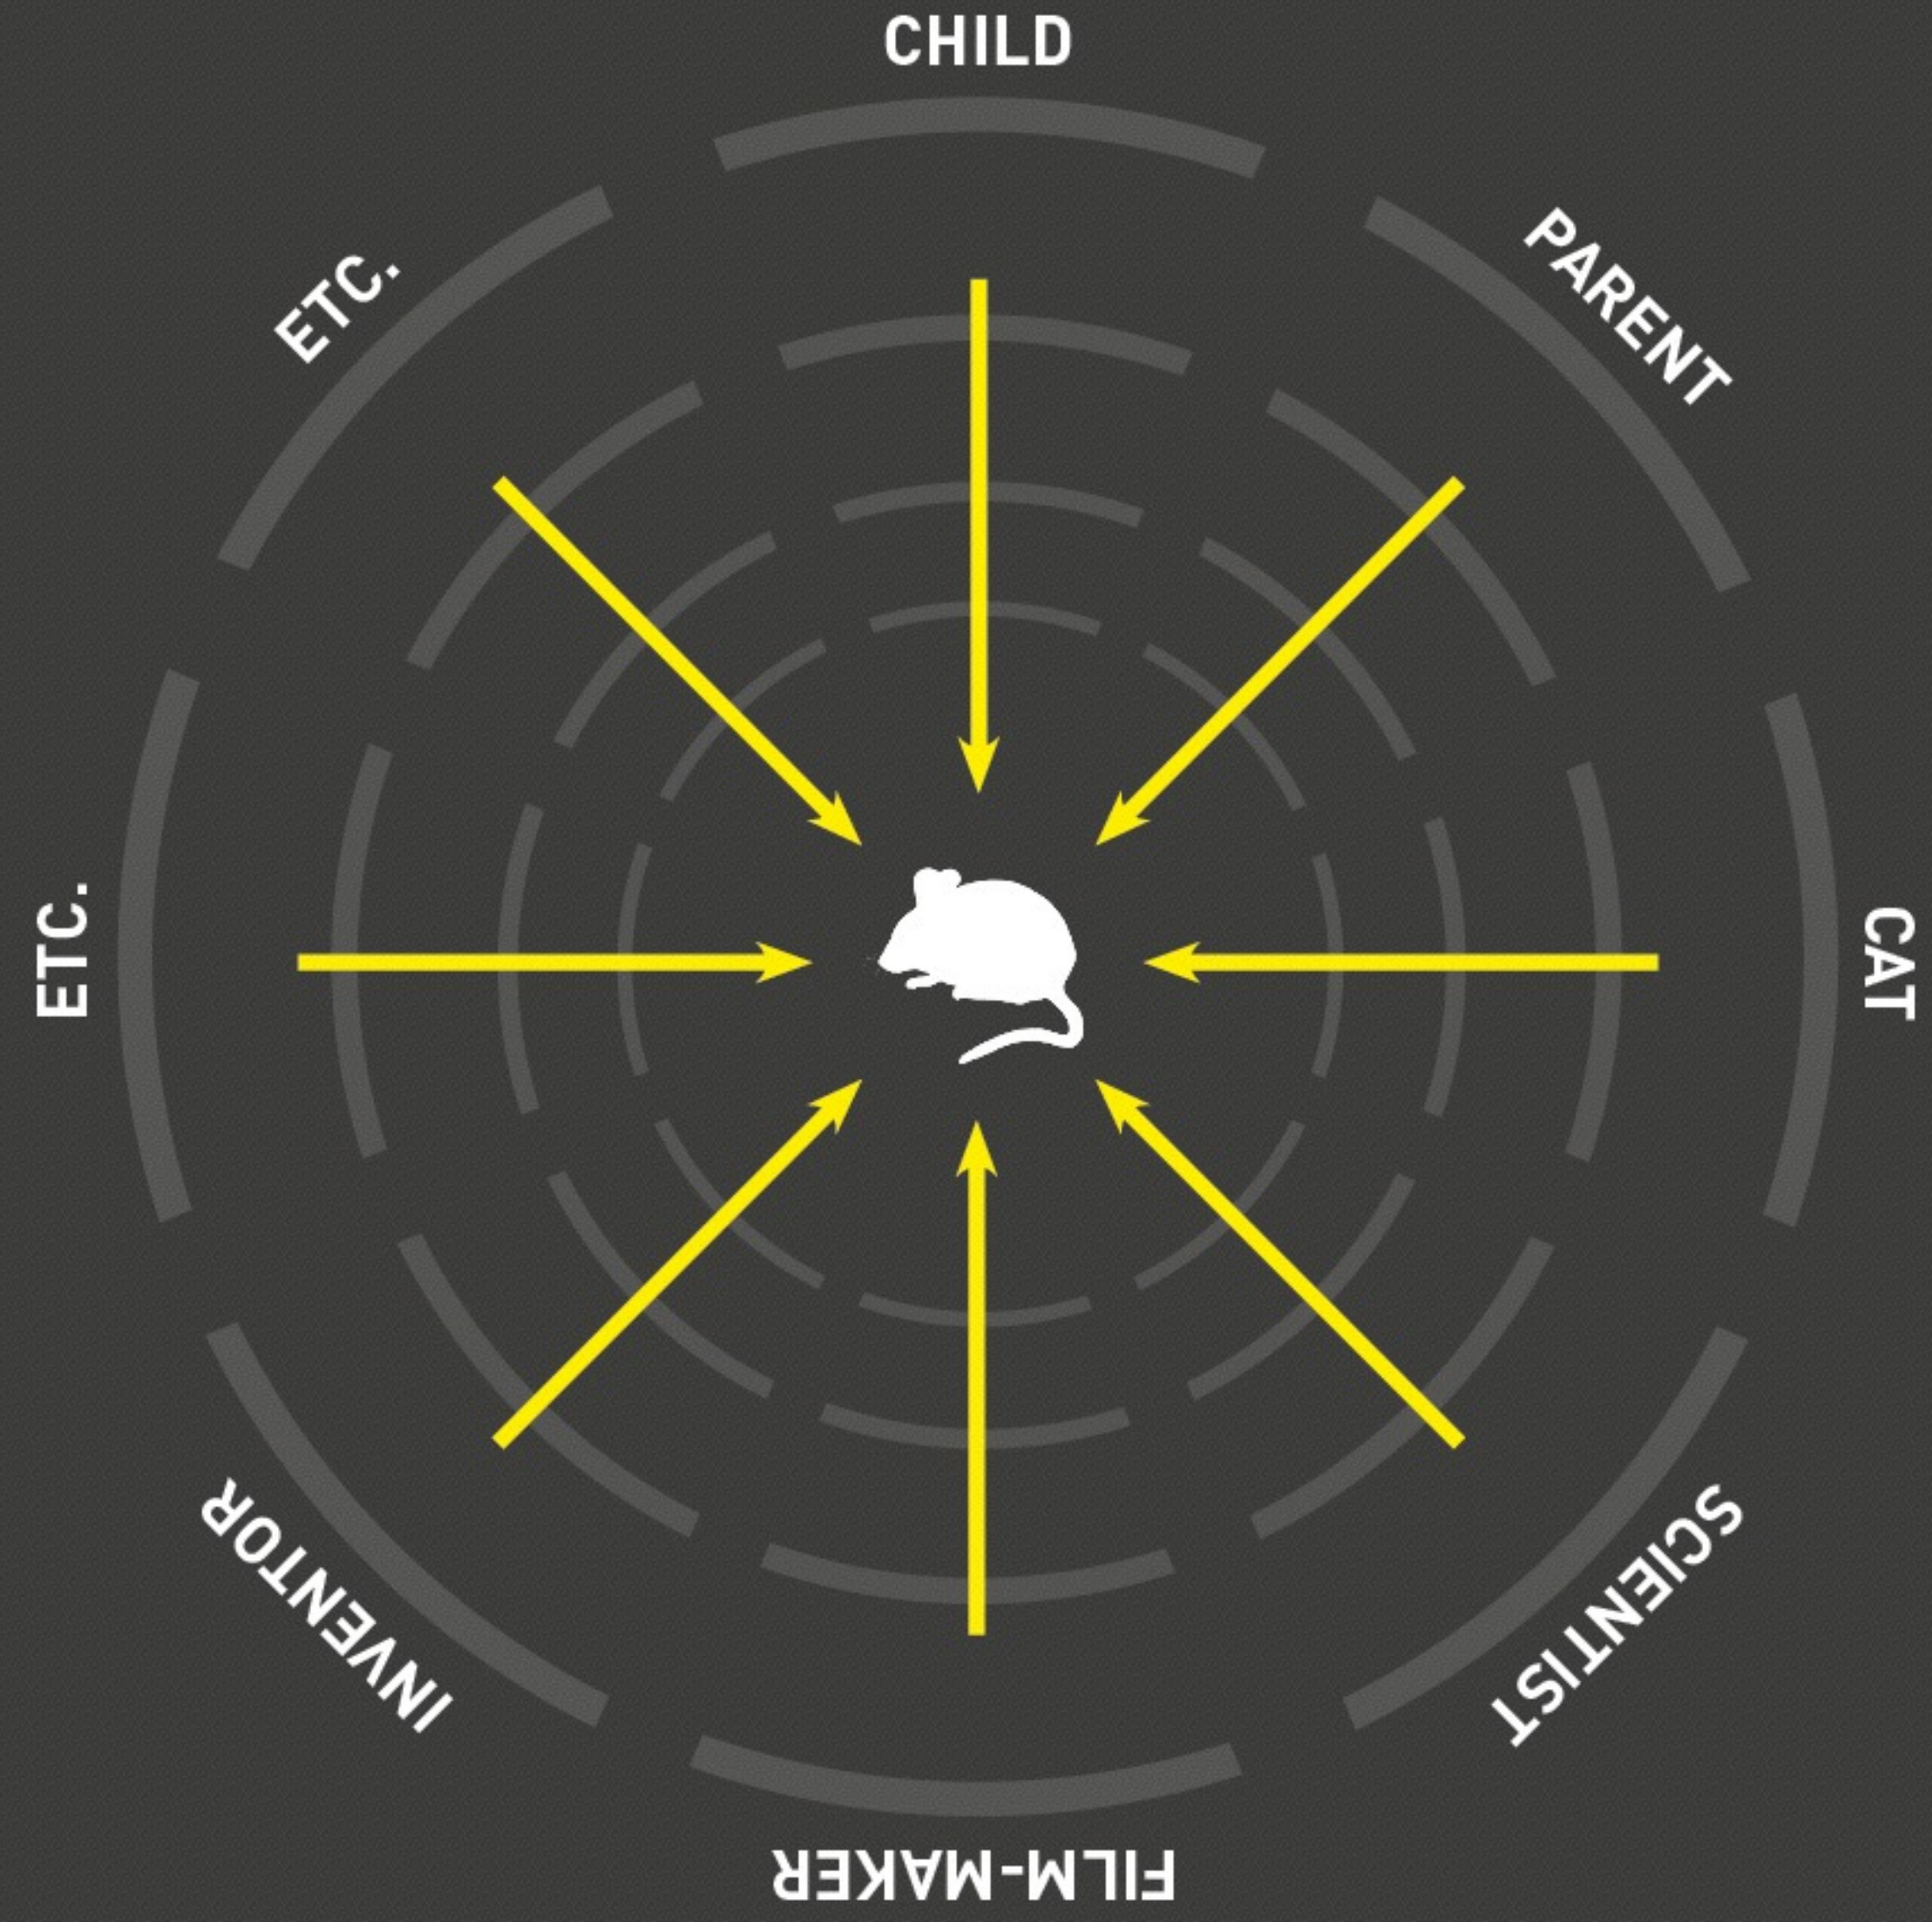 CHILD
PARENT
CAT
SCIENTIST
FILM-MAKER
INVENTOR
ETC.
ETC.